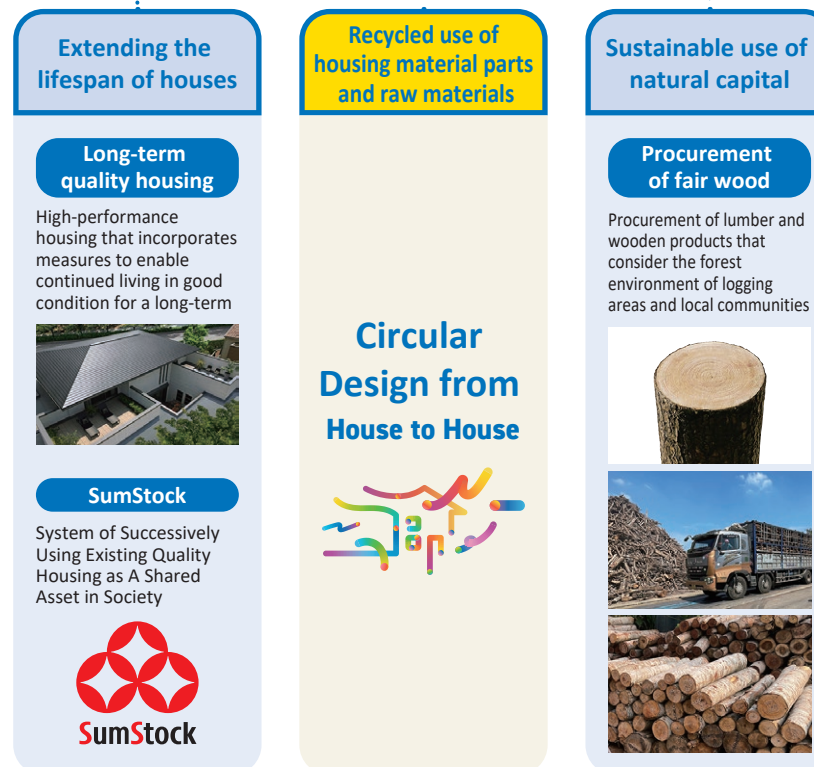 Extending the
lifespan of houses
Long-term
quality housing
High-performance
housing that incorporates
measures to enable
continued living in good
condition for a long-term
SumStock
System of Successively
Using Existing Quality
Housing as A Shared
Asset in Society
SumStock
Recycled use of
housing material parts
and raw materials
Circular
Design from
House to House
Sustainable use of
natural capital
Procurement
of fair wood
Procurement of lumber and
wooden products that
consider the forest
environment of logging
areas and local communities